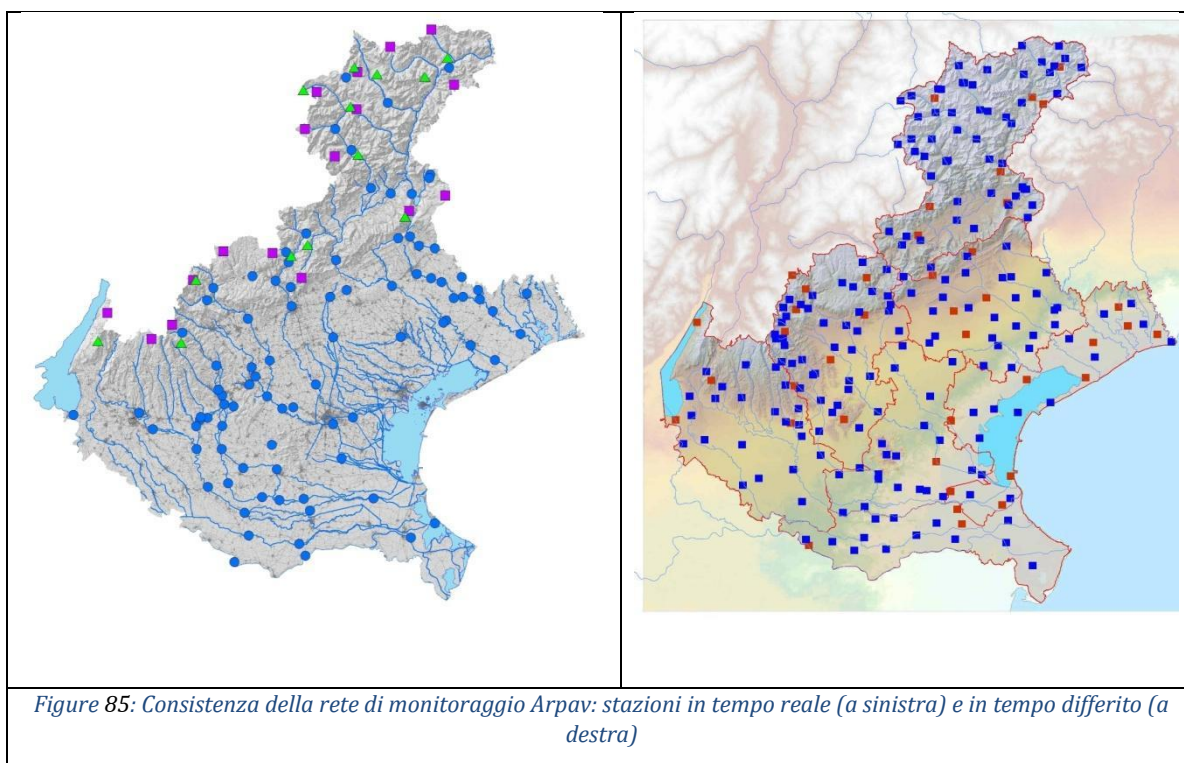 Figure 85: Consistenza della rete di monitoraggio Arpav: stazioni in tempo reale (a sinistra) e in tempo differito (a
destra)